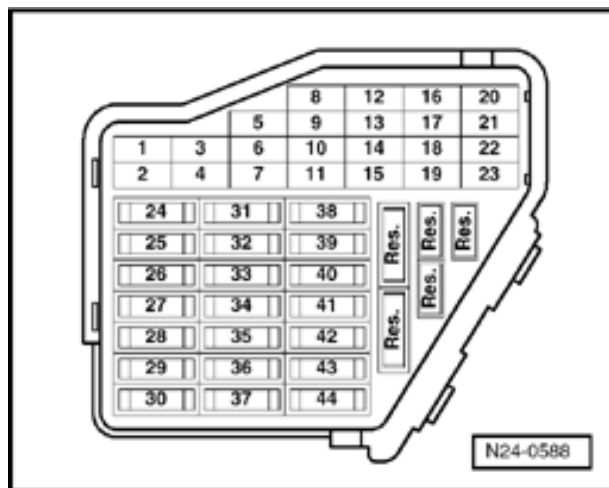 8 12 16 20
5 9 13 17 21
1 3 6 10 14 18 22
2 4 7 11 15 19 23
24 31 38
25 32 39
26 33 40
27 34 41
28 35 42
29 36 43
30 37 44
Res. Res. Res.
Res. Res.
N24-0588